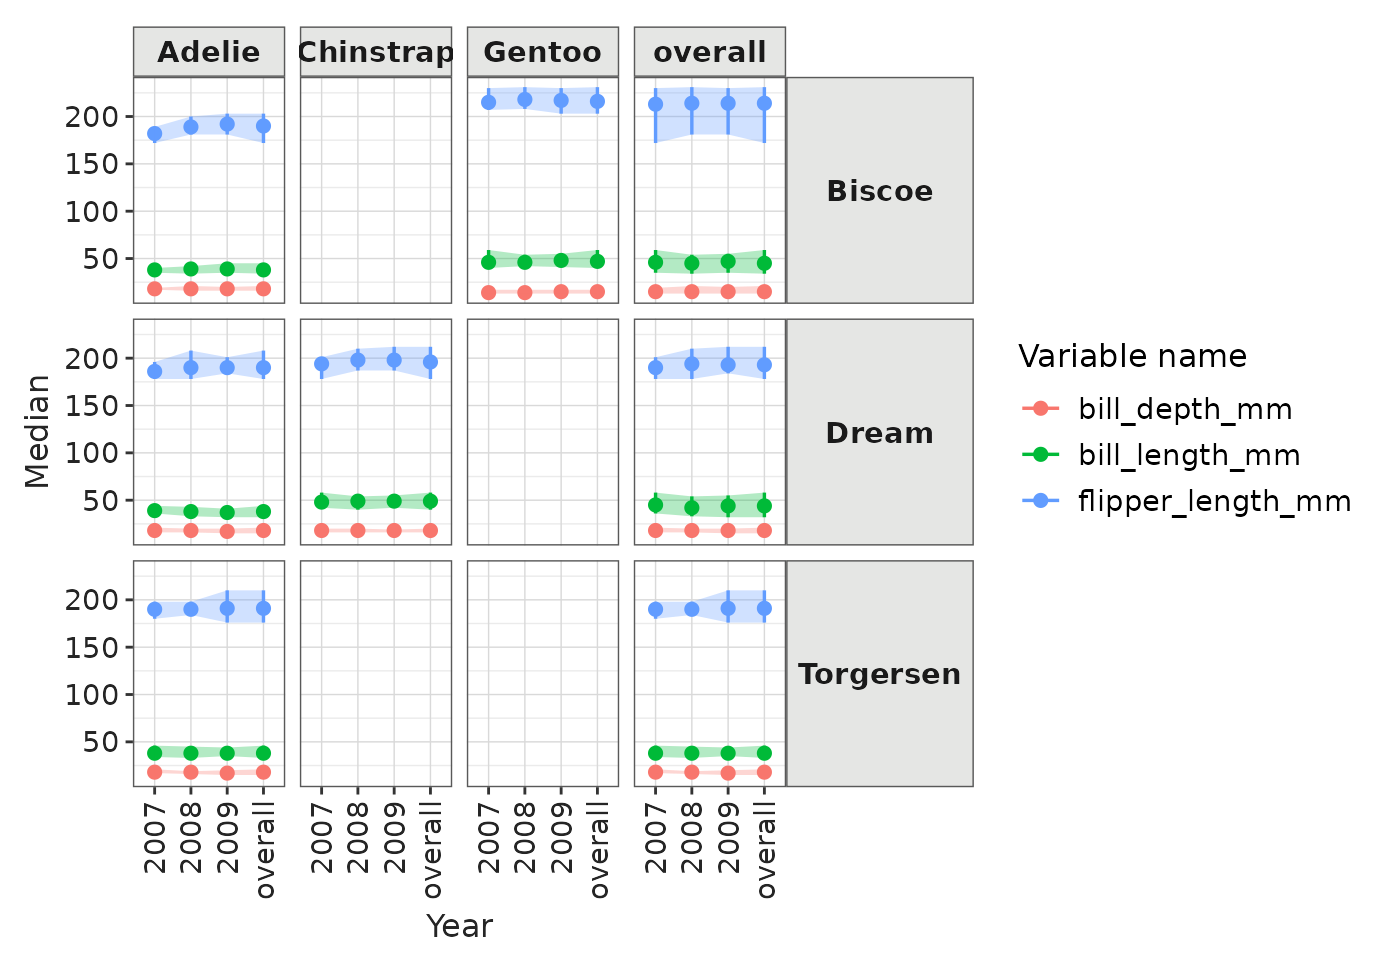 Adelie Chinstrap Gentoo overall
200
150
100
50
Biscoe
200
150
100
50
Dream
200
150
100
50
Torgersen
Median
2007 2008 2009 overall 2007 2008 2009 overall 2007 2008 2009 overall 2007 2008 2009 overall
Year
Variable name
bill_depth_mm
bill_length_mm
flipper_length_mm